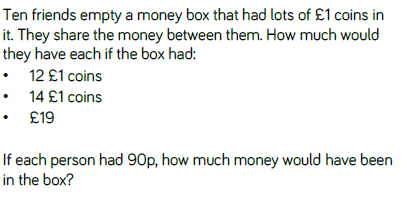 Ten friends empty a money box that had lots of £1 coins in
it. They share the money between them. How much would
they have each if the box had:
• 12 £1 coins
• 14 £1 coins
• £19
If each person had 90p, how much money would have been
in the box?